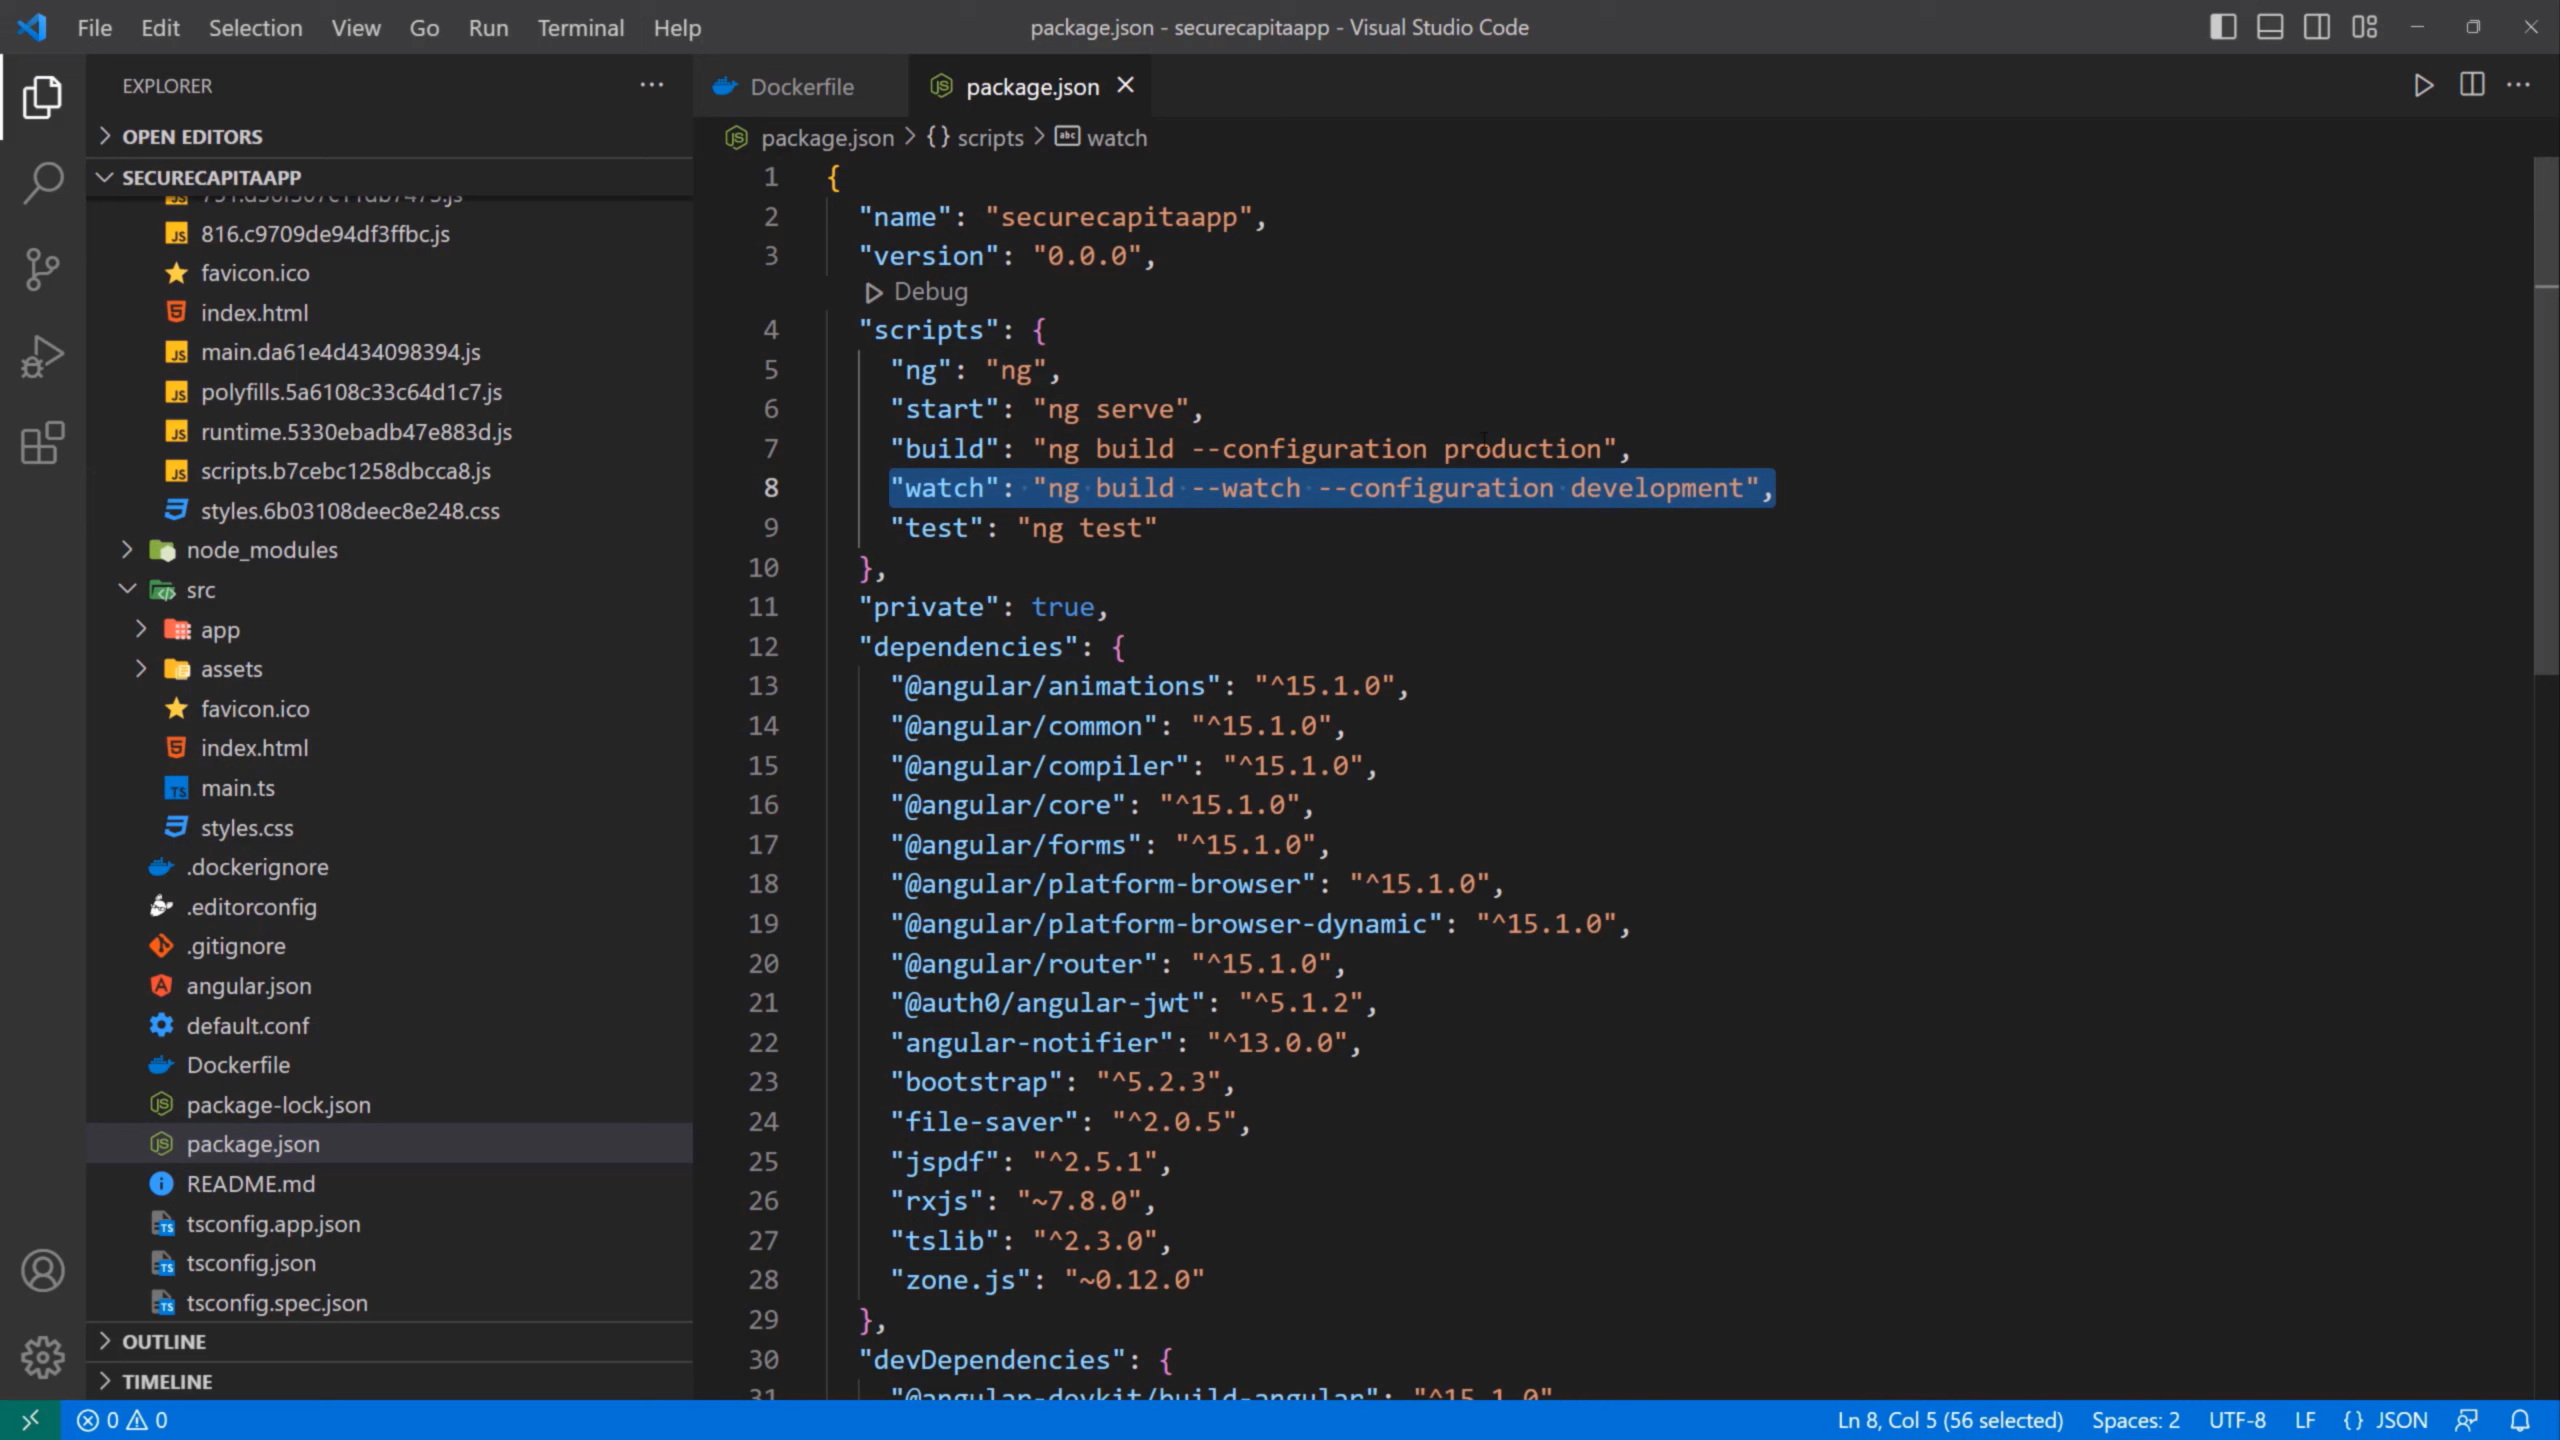 File Edit Selection View Go Run Terminal Help
package.json - securecapitaapp - Visual Studio Code
EXPLORER
Dockerfile
package.json
OPEN EDITORS
package.json > {} scripts > abc watch
SECURECAPITAAPP
816.c9709de94df3ffbc.js
favicon.ico
index.html
main.da61e4d434098394.js
polyfills.5a6108c33c64d1c7.js
runtime.5330ebadb47e883d.js
scripts.b7cebc1258dbcca8.js
styles.6b03108deec8e248.css
node_modules
src
app
assets
favicon.ico
index.html
main.ts
styles.css
.dockerignore
.editorconfig
.gitignore
angular.json
default.conf
Dockerfile
package-lock.json
package.json
README.md
tsconfig.app.json
tsconfig.json
tsconfig.spec.json
OUTLINE
TIMELINE
1 {
2 "name": "securecapitaapp",
3 "version": "0.0.0",
Debug
4 "scripts": {
5 "ng": "ng",
6 "start": "ng serve",
7 "build": "ng build --configuration production",
8 "watch": "ng build --watch --configuration development",
9 "test": "ng test"
10 },
11 "private": true,
12 "dependencies": {
13 "@angular/animations": "^15.1.0",
14 "@angular/common": "^15.1.0",
15 "@angular/compiler": "^15.1.0",
16 "@angular/core": "^15.1.0",
17 "@angular/forms": "^15.1.0",
18 "@angular/platform-browser": "^15.1.0",
19 "@angular/platform-browser-dynamic": "^15.1.0",
20 "@angular/router": "^15.1.0",
21 "@auth0/angular-jwt": "^5.1.2",
22 "angular-notifier": "^13.0.0",
23 "bootstrap": "^5.2.3",
24 "file-saver": "^2.0.5",
25 "jspdf": "^2.5.1",
26 "rxjs": "~7.8.0",
27 "tslib": "^2.3.0",
28 "zone.js": "~0.12.0"
29 },
30 "devDependencies": {
31 "@angular-devkit/build-angular": "^15.1.0"
0 0
Ln 8, Col 5 (56 selected) Spaces: 2 UTF-8 LF {} JSON